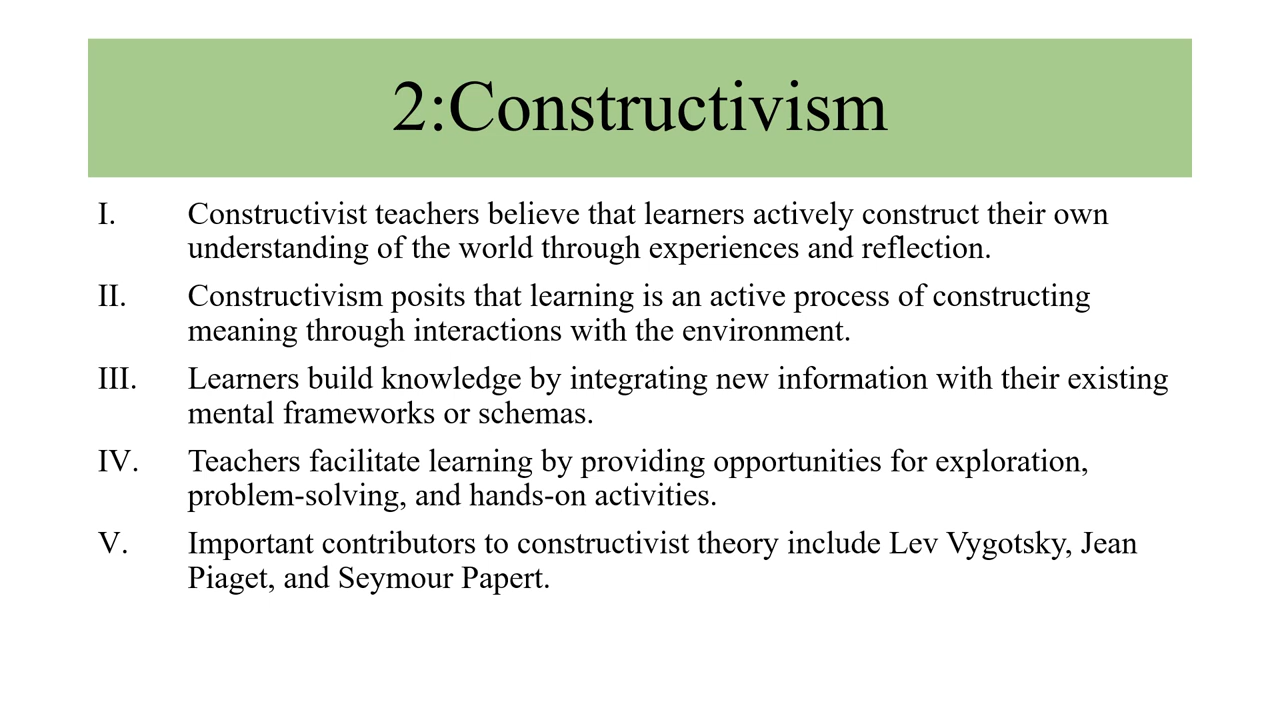 2:Constructivism
I. Constructivist teachers believe that learners actively construct their own
understanding of the world through experiences and reflection.
II. Constructivism posits that learning is an active process of constructing
meaning through interactions with the environment.
III. Learners build knowledge by integrating new information with their existing
mental frameworks or schemas.
IV. Teachers facilitate learning by providing opportunities for exploration,
problem-solving, and hands-on activities.
V. Important contributors to constructivist theory include Lev Vygotsky, Jean
Piaget, and Seymour Papert.